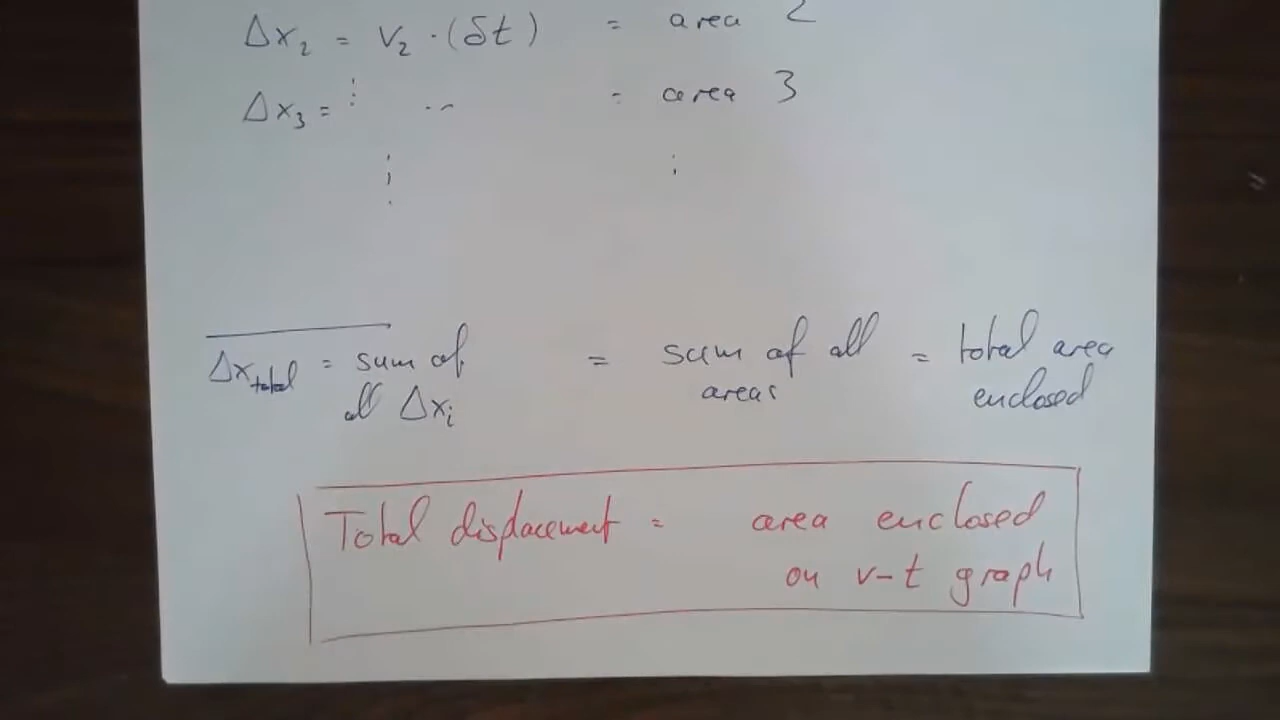 Δx₂ = v₂ · (δt) = area 2
Δx₃ = ⋮ ·· = area 3
⋮ ⋮
Δx_total = sum of all Δxᵢ = sum of all areas = total area enclosed
Total displacement = area enclosed
on v-t graph